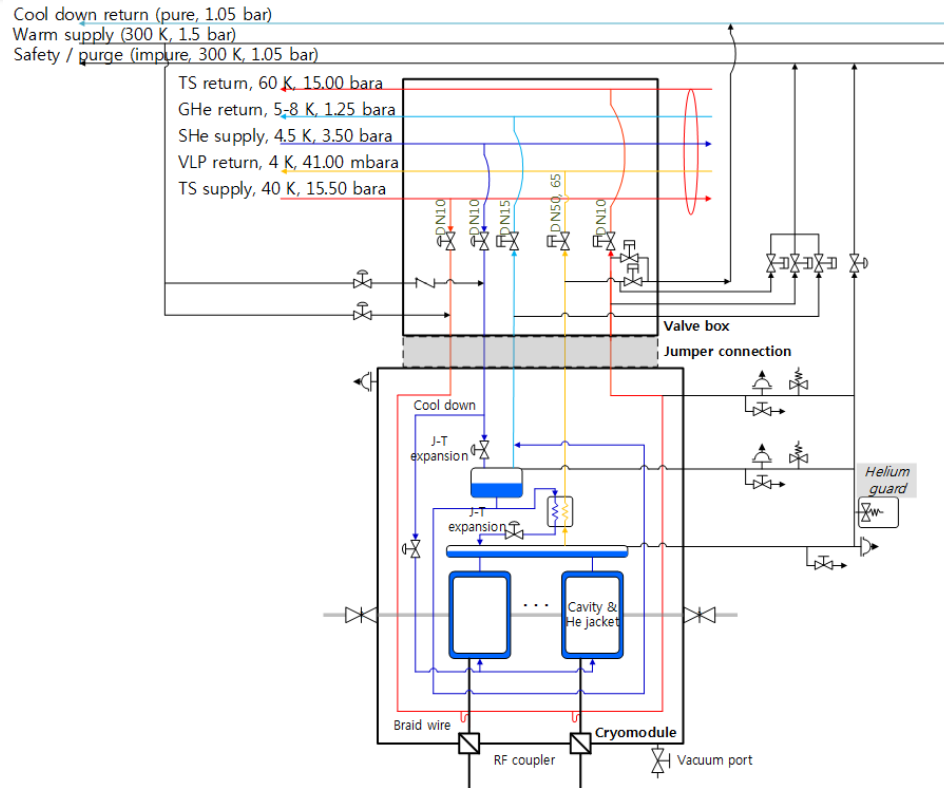 Cool down return (pure, 1.05 bar)
Warm supply (300 K, 1.5 bar)
Safety / purge (impure, 300 K, 1.05 bar)
TS return, 60 K, 15.00 bara
GHe return, 5-8 K, 1.25 bara
SHe supply, 4.5 K, 3.50 bara
VLP return, 4 K, 41.00 mbara
TS supply, 40 K, 15.50 bara
DN10
DN10
DN15
DN50, 65
DN10
Valve box
Jumper connection
Cool down
J-T
expansion
Helium
guard
J-T
expansion
Cavity &
He jacket
...
Braid wire
Cryomodule
RF coupler
Vacuum port